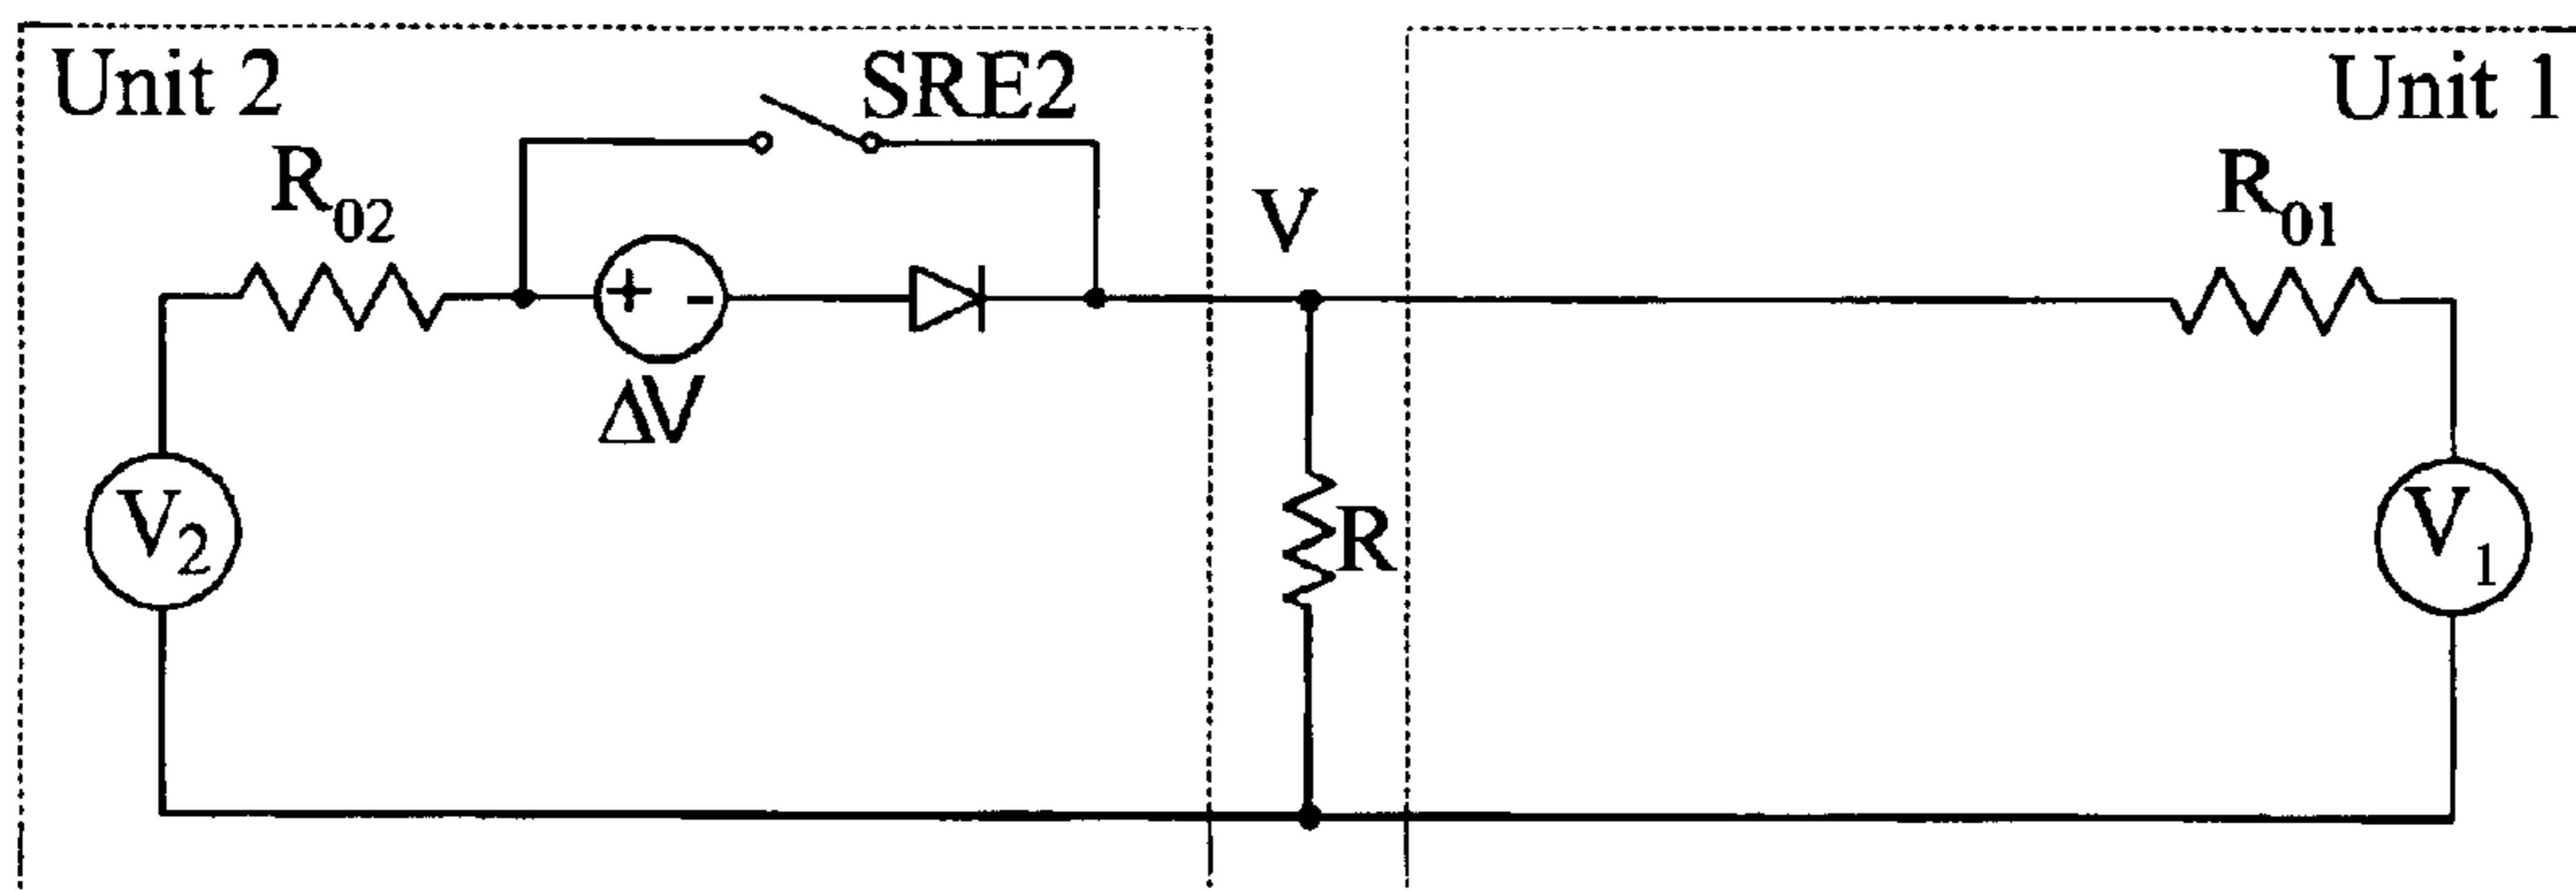 Unit 2
SRE2
Unit 1
R02
V
R01
+ -
ΔV
V2
R
V1